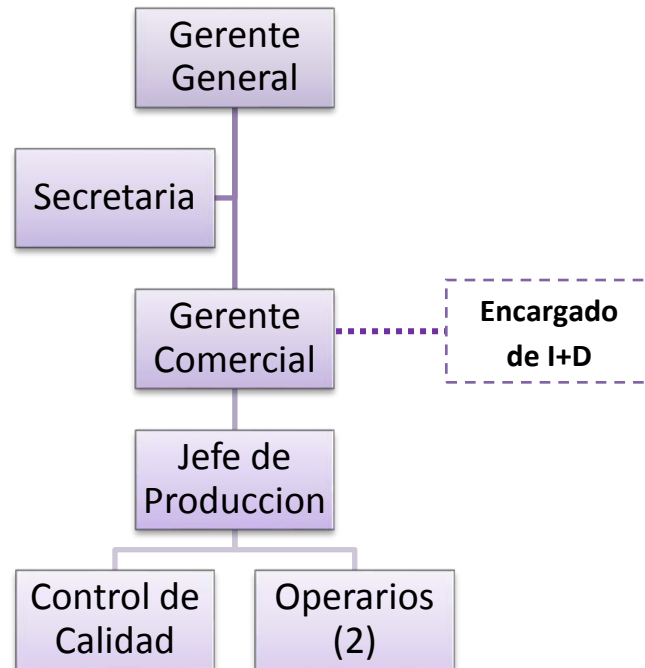 Gerente
General
Secretaria
Gerente
Comercial
Encargado
de I+D
Jefe de
Produccion
Control de
Calidad
Operarios
(2)